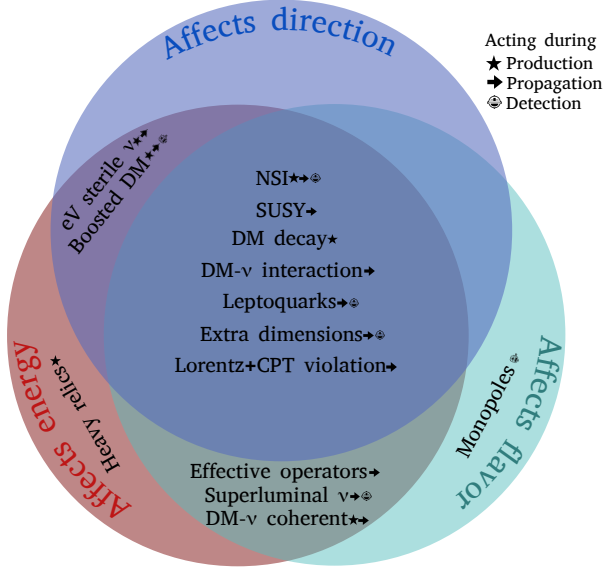 Affects direction
Acting during
★ Production
→ Propagation
Detection
eV sterile ν★→
Boosted DM★→
NSI★→
SUSY→
DM decay★
DM-ν interaction→
Leptoquarks→
Extra dimensions→
Lorentz+CPT violation→
Affects energy
Heavy relics★
Monopoles
Affects flavor
Effective operators→
Superluminal ν→
DM-ν coherent★→